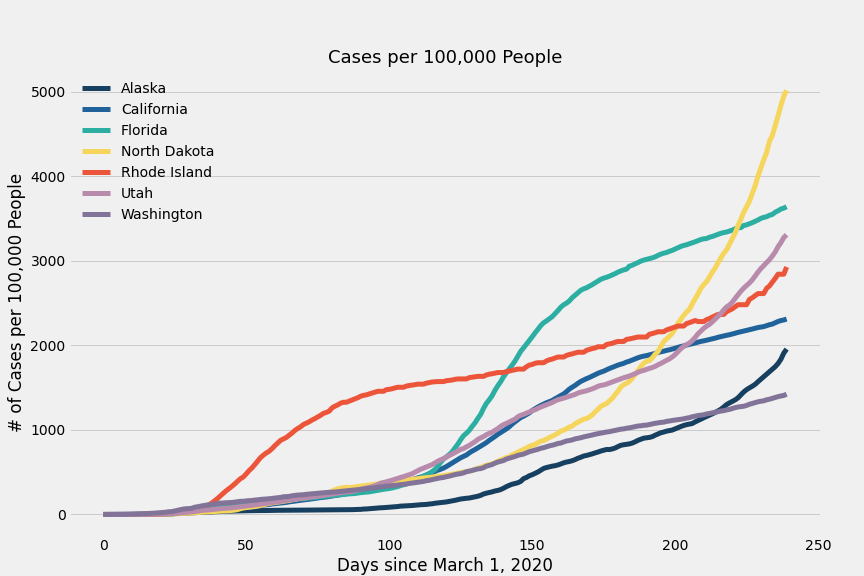 Cases per 100,000 People
Alaska
California
Florida
North Dakota
Rhode Island
Utah
Washington
# of Cases per 100,000 People
5000
4000
3000
2000
1000
0
0 50 100 150 200 250
Days since March 1, 2020